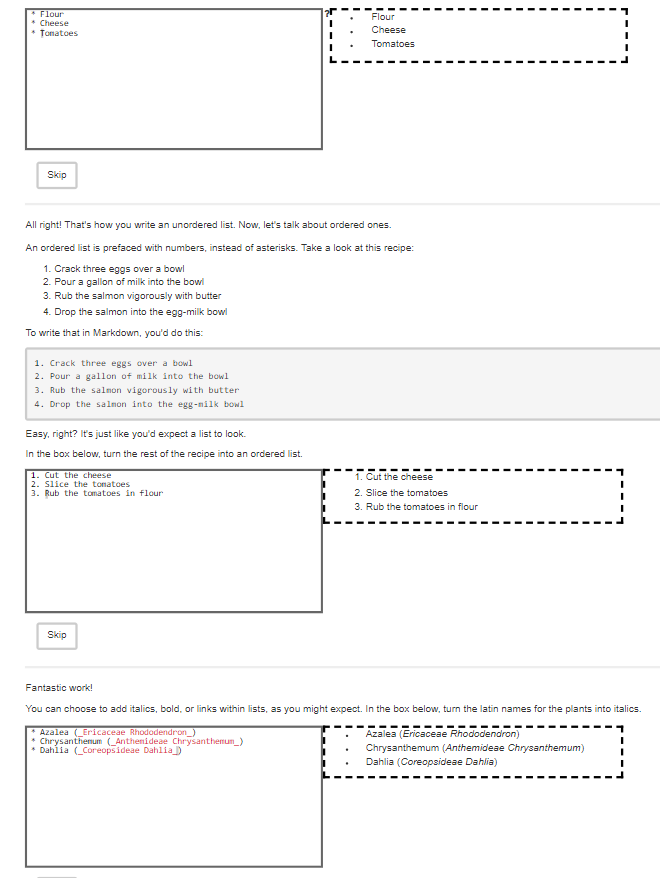 * Flour
* Cheese
* Tomatoes
?
• Flour
• Cheese
• Tomatoes
Skip
All right! That's how you write an unordered list. Now, let's talk about ordered ones.
An ordered list is prefaced with numbers, instead of asterisks. Take a look at this recipe:
1. Crack three eggs over a bowl
2. Pour a gallon of milk into the bowl
3. Rub the salmon vigorously with butter
4. Drop the salmon into the egg-milk bowl
To write that in Markdown, you'd do this:
1. Crack three eggs over a bowl
2. Pour a gallon of milk into the bowl
3. Rub the salmon vigorously with butter
4. Drop the salmon into the egg-milk bowl
Easy, right? It's just like you'd expect a list to look.
In the box below, turn the rest of the recipe into an ordered list.
1. Cut the cheese
2. Slice the tomatoes
3. Rub the tomatoes in flour
1. Cut the cheese
2. Slice the tomatoes
3. Rub the tomatoes in flour
Skip
Fantastic work!
You can choose to add italics, bold, or links within lists, as you might expect. In the box below, turn the latin names for the plants into italics.
* Azalea (_Ericaceae Rhododendron_)
* Chrysanthemum (_Anthemideae Chrysanthemum_)
* Dahlia (_Coreopsideae Dahlia_)
• Azalea (Ericaceae Rhododendron)
• Chrysanthemum (Anthemideae Chrysanthemum)
• Dahlia (Coreopsideae Dahlia)